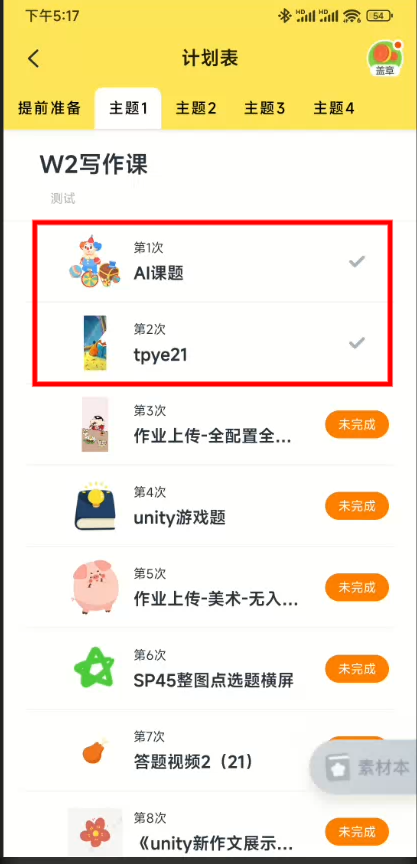 下午5:17
HD HD 54
计划表
盖章
提前准备 主题1 主题2 主题3 主题4
W2写作课
测试
第1次
AI课题
第2次
tpye21
第3次
作业上传-全配置全...
未完成
第4次
unity游戏题
未完成
第5次
作业上传-美术-无入...
未完成
第6次
SP45整图点选题横屏
未完成
第7次
答题视频2（21）
素材本
第8次
《unity新作文展示...
未完成